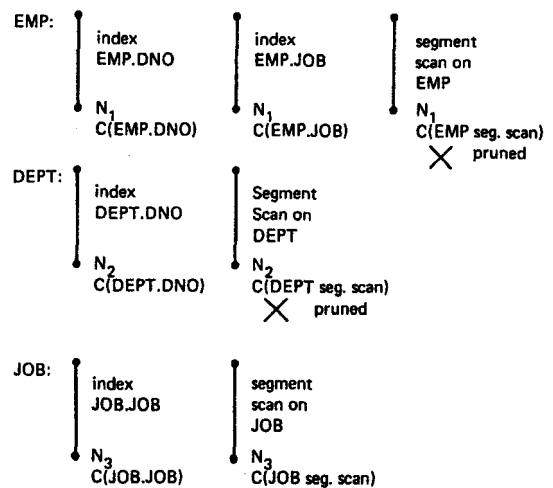 EMP:
index
EMP.DNO
N1
C(EMP.DNO)
index
EMP.JOB
N1
C(EMP.JOB)
segment
scan on
EMP
N1
C(EMP seg. scan)
pruned
DEPT:
index
DEPT.DNO
N2
C(DEPT.DNO)
Segment
Scan on
DEPT
N2
C(DEPT seg. scan)
pruned
JOB:
index
JOB.JOB
N3
C(JOB.JOB)
segment
scan on
JOB
N3
C(JOB seg. scan)